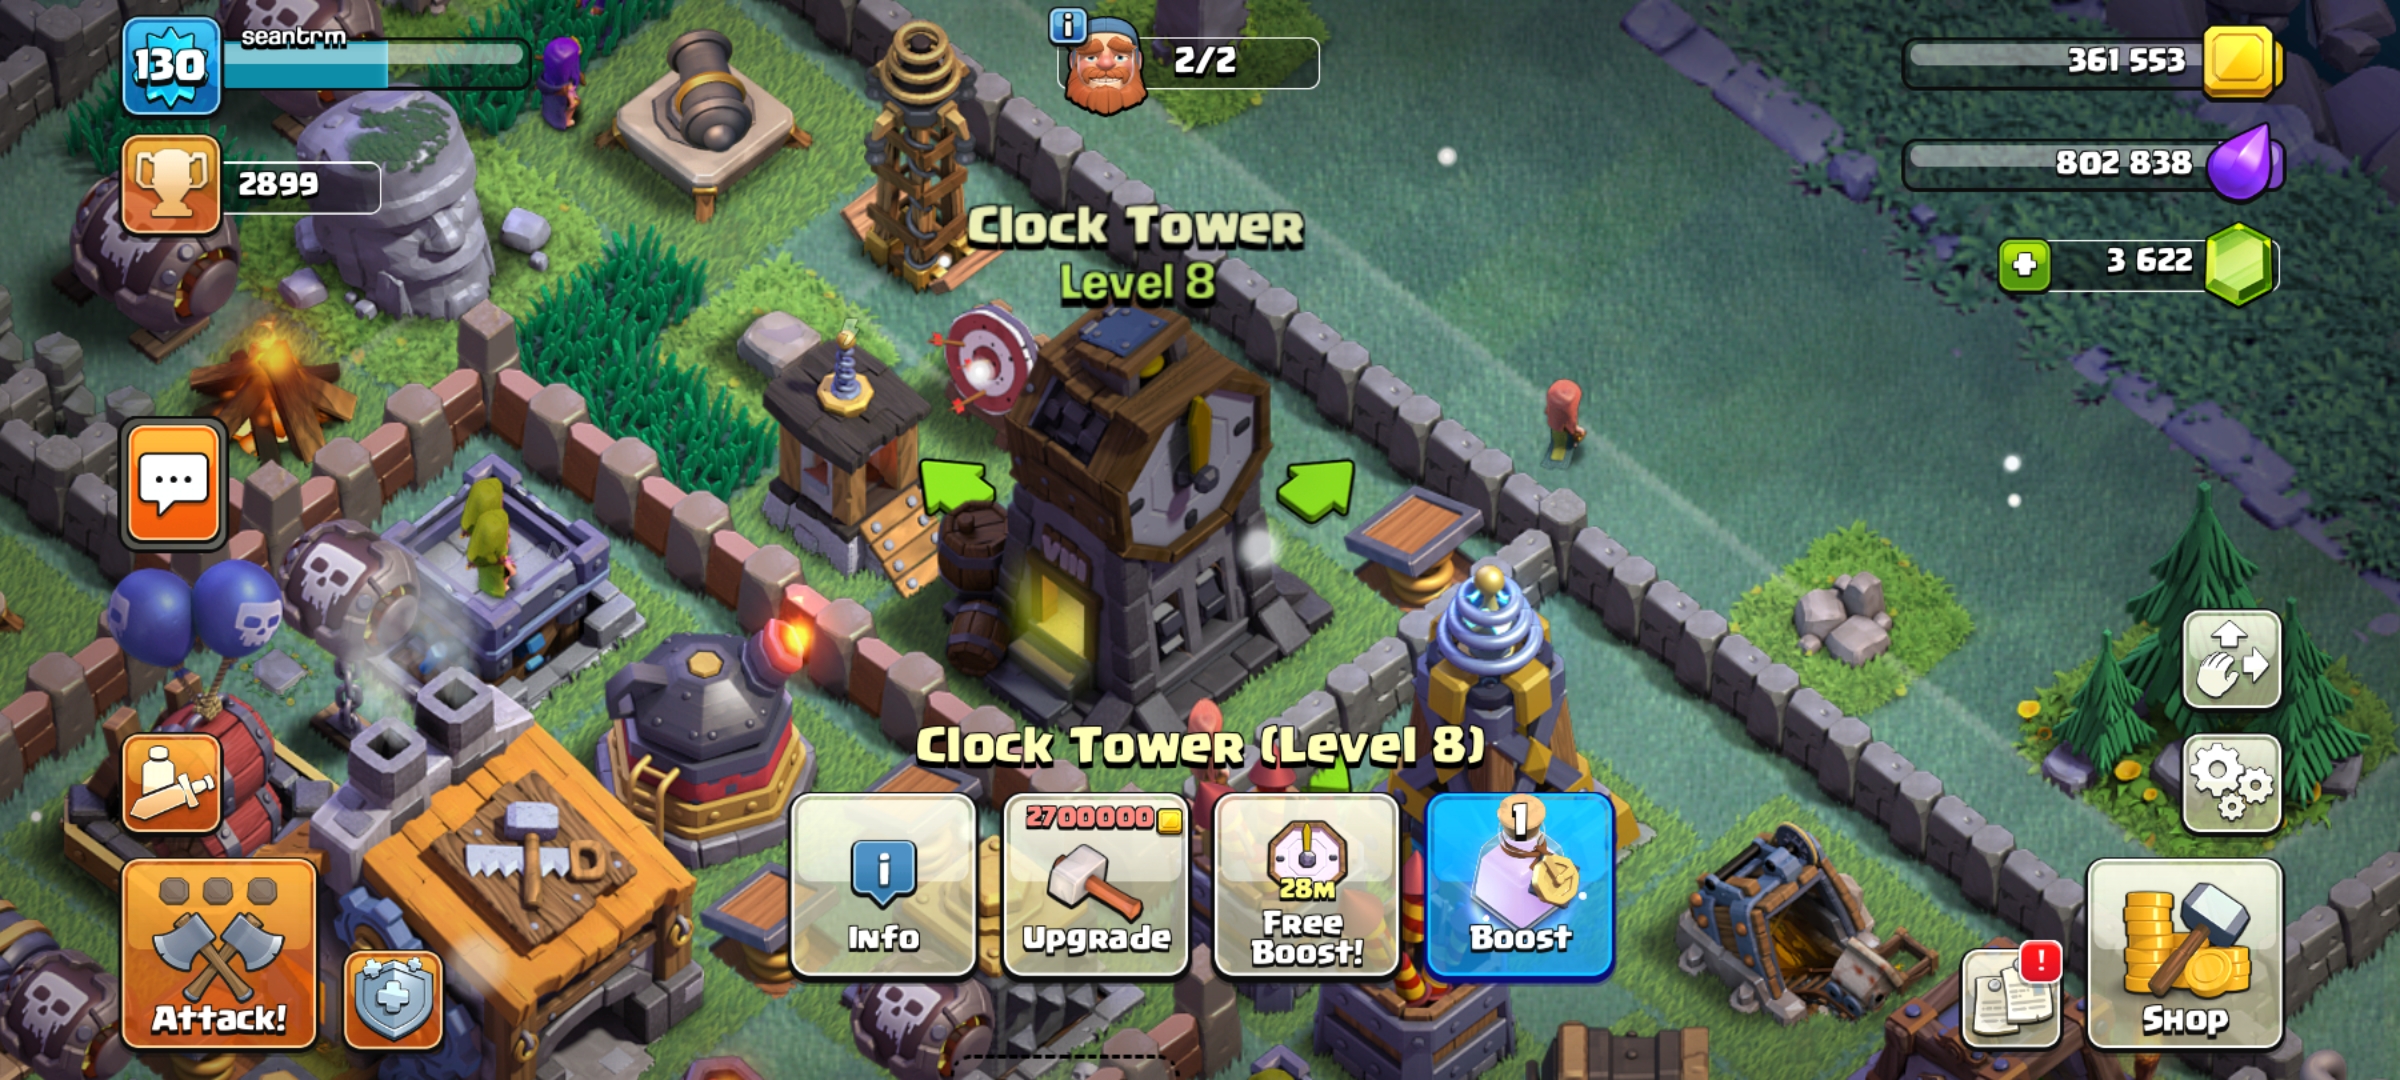 seantrm
130
2/2
361 553
2899
802 838
3 622
Clock Tower
Level 8
VIII
Clock Tower (Level 8)
Info
2700000
Upgrade
28M
Free
Boost!
1
Boost
Attack!
!
Shop